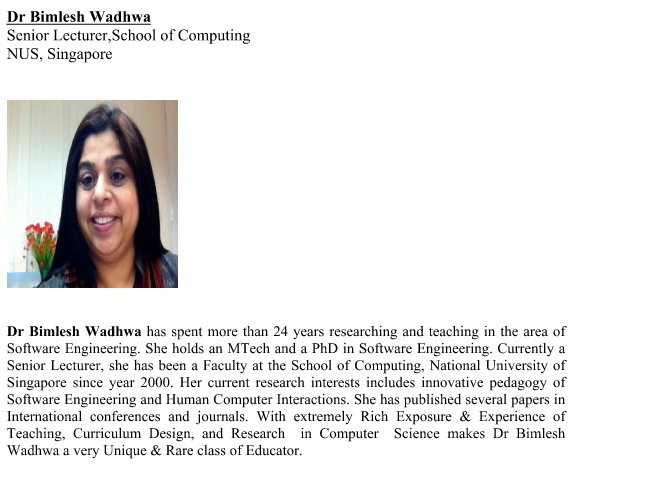 Dr Bimlesh Wadhwa
Senior Lecturer,School of Computing
NUS, Singapore
Dr Bimlesh Wadhwa has spent more than 24 years researching and teaching in the area of
Software Engineering. She holds an MTech and a PhD in Software Engineering. Currently a
Senior Lecturer, she has been a Faculty at the School of Computing, National University of
Singapore since year 2000. Her current research interests includes innovative pedagogy of
Software Engineering and Human Computer Interactions. She has published several papers in
International conferences and journals. With extremely Rich Exposure & Experience of
Teaching, Curriculum Design, and Research  in Computer  Science makes Dr Bimlesh
Wadhwa a very Unique & Rare class of Educator.